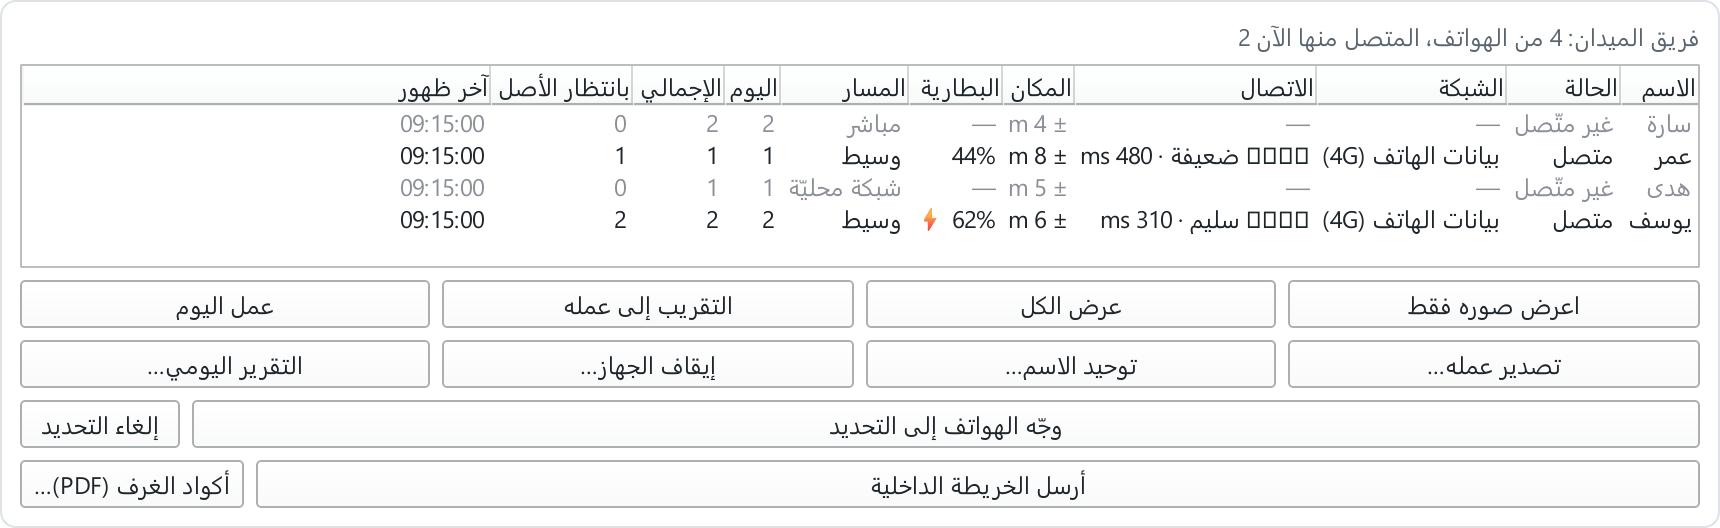 فريق الميدان: 4 من الهواتف، المتصل منها الآن 2
الاسم الحالة الشبكة الاتصال المكان البطارية المسار اليوم الإجمالي بانتظار الأصل آخر ظهور
سارة غير متّصل — — ± 4 m — مباشر 2 2 0 09:15:00
عمر متصل بيانات الهاتف (4G) ▯▯▯▯ ضعيفة · 480 ms ± 8 m 44% وسيط 1 1 1 09:15:00
هدى غير متّصل — — ± 5 m — شبكة محليّة 1 1 0 09:15:00
يوسف متصل بيانات الهاتف (4G) ▯▯▯▯ سليم · 310 ms ± 6 m 62% ⚡ وسيط 2 2 2 09:15:00
اعرض صوره فقط عرض الكل التقريب إلى عمله عمل اليوم
تصدير عمله... توحيد الاسم... إيقاف الجهاز... التقرير اليومي...
وجّه الهواتف إلى التحديد إلغاء التحديد
أرسل الخريطة الداخلية أكواد الغرف (PDF)...